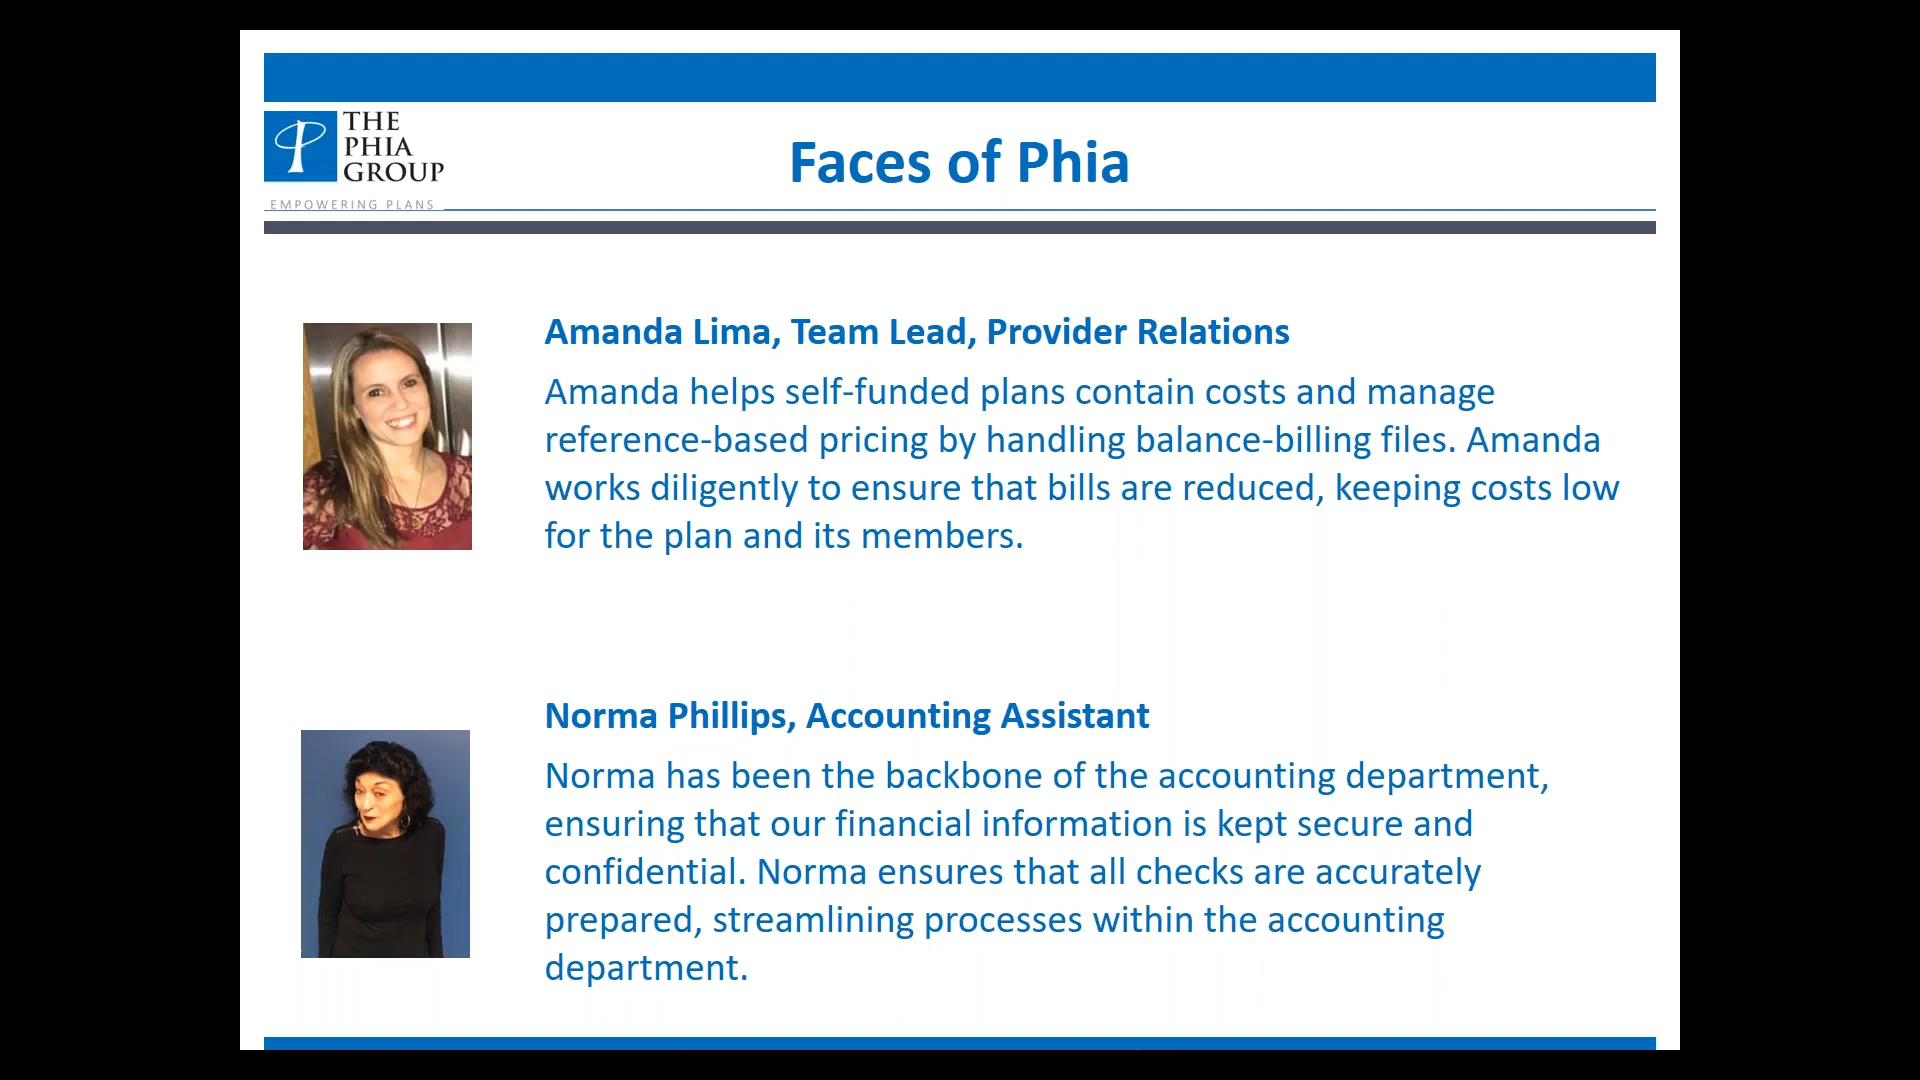 THE
PHIA
GROUP
EMPOWERING PLANS
Faces of Phia
Amanda Lima, Team Lead, Provider Relations
Amanda helps self-funded plans contain costs and manage
reference-based pricing by handling balance-billing files. Amanda
works diligently to ensure that bills are reduced, keeping costs low
for the plan and its members.
Norma Phillips, Accounting Assistant
Norma has been the backbone of the accounting department,
ensuring that our financial information is kept secure and
confidential. Norma ensures that all checks are accurately
prepared, streamlining processes within the accounting
department.